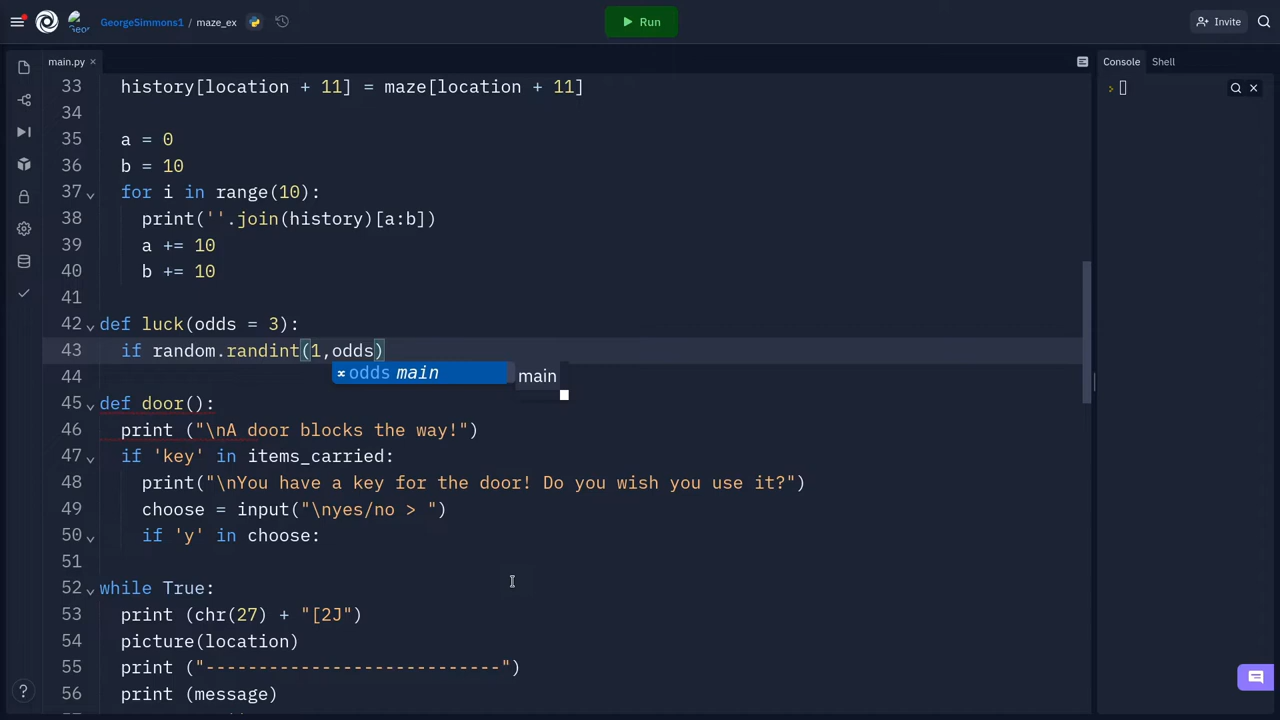 GeorgeSimmons1 / maze_ex
Run
Invite
main.py
Console
Shell
33 history[location + 11] = maze[location + 11]
34
35 a = 0
36 b = 10
37 for i in range(10):
38 print(''.join(history)[a:b])
39 a += 10
40 b += 10
41
42 def luck(odds = 3):
43 if random.randint(1,odds)
odds main
main
44
45 def door():
46 print ("\nA door blocks the way!")
47 if 'key' in items_carried:
48 print("\nYou have a key for the door! Do you wish you use it?")
49 choose = input("\nyes/no > ")
50 if 'y' in choose:
51
52 while True:
53 print (chr(27) + "[2J")
54 picture(location)
55 print ("----------------------------")
56 print (message)